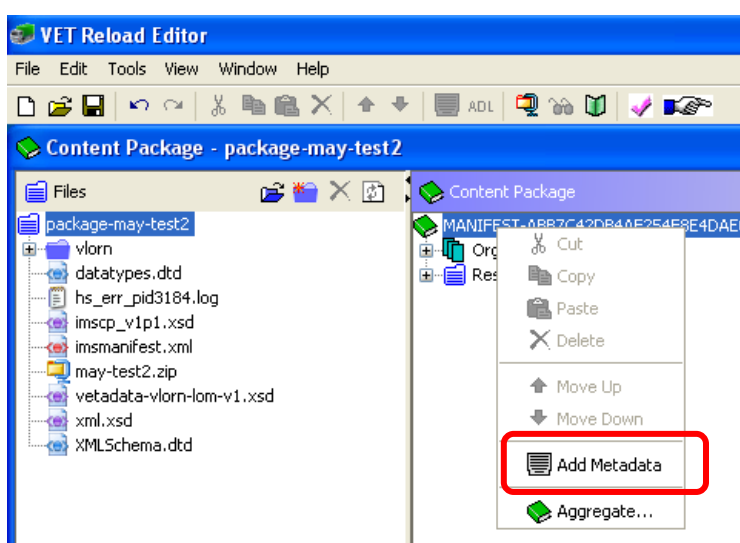 VET Reload Editor
File Edit Tools View Window Help
ADL
Content Package - package-may-test2
Files
Content Package
package-may-test2
vlorn
datatypes.dtd
hs_err_pid3184.log
imscp_v1p1.xsd
imsmanifest.xml
may-test2.zip
vetadata-vlorn-lom-v1.xsd
xml.xsd
XMLSchema.dtd
Org
Res
Cut
Copy
Paste
Delete
Move Up
Move Down
Add Metadata
Aggregate...